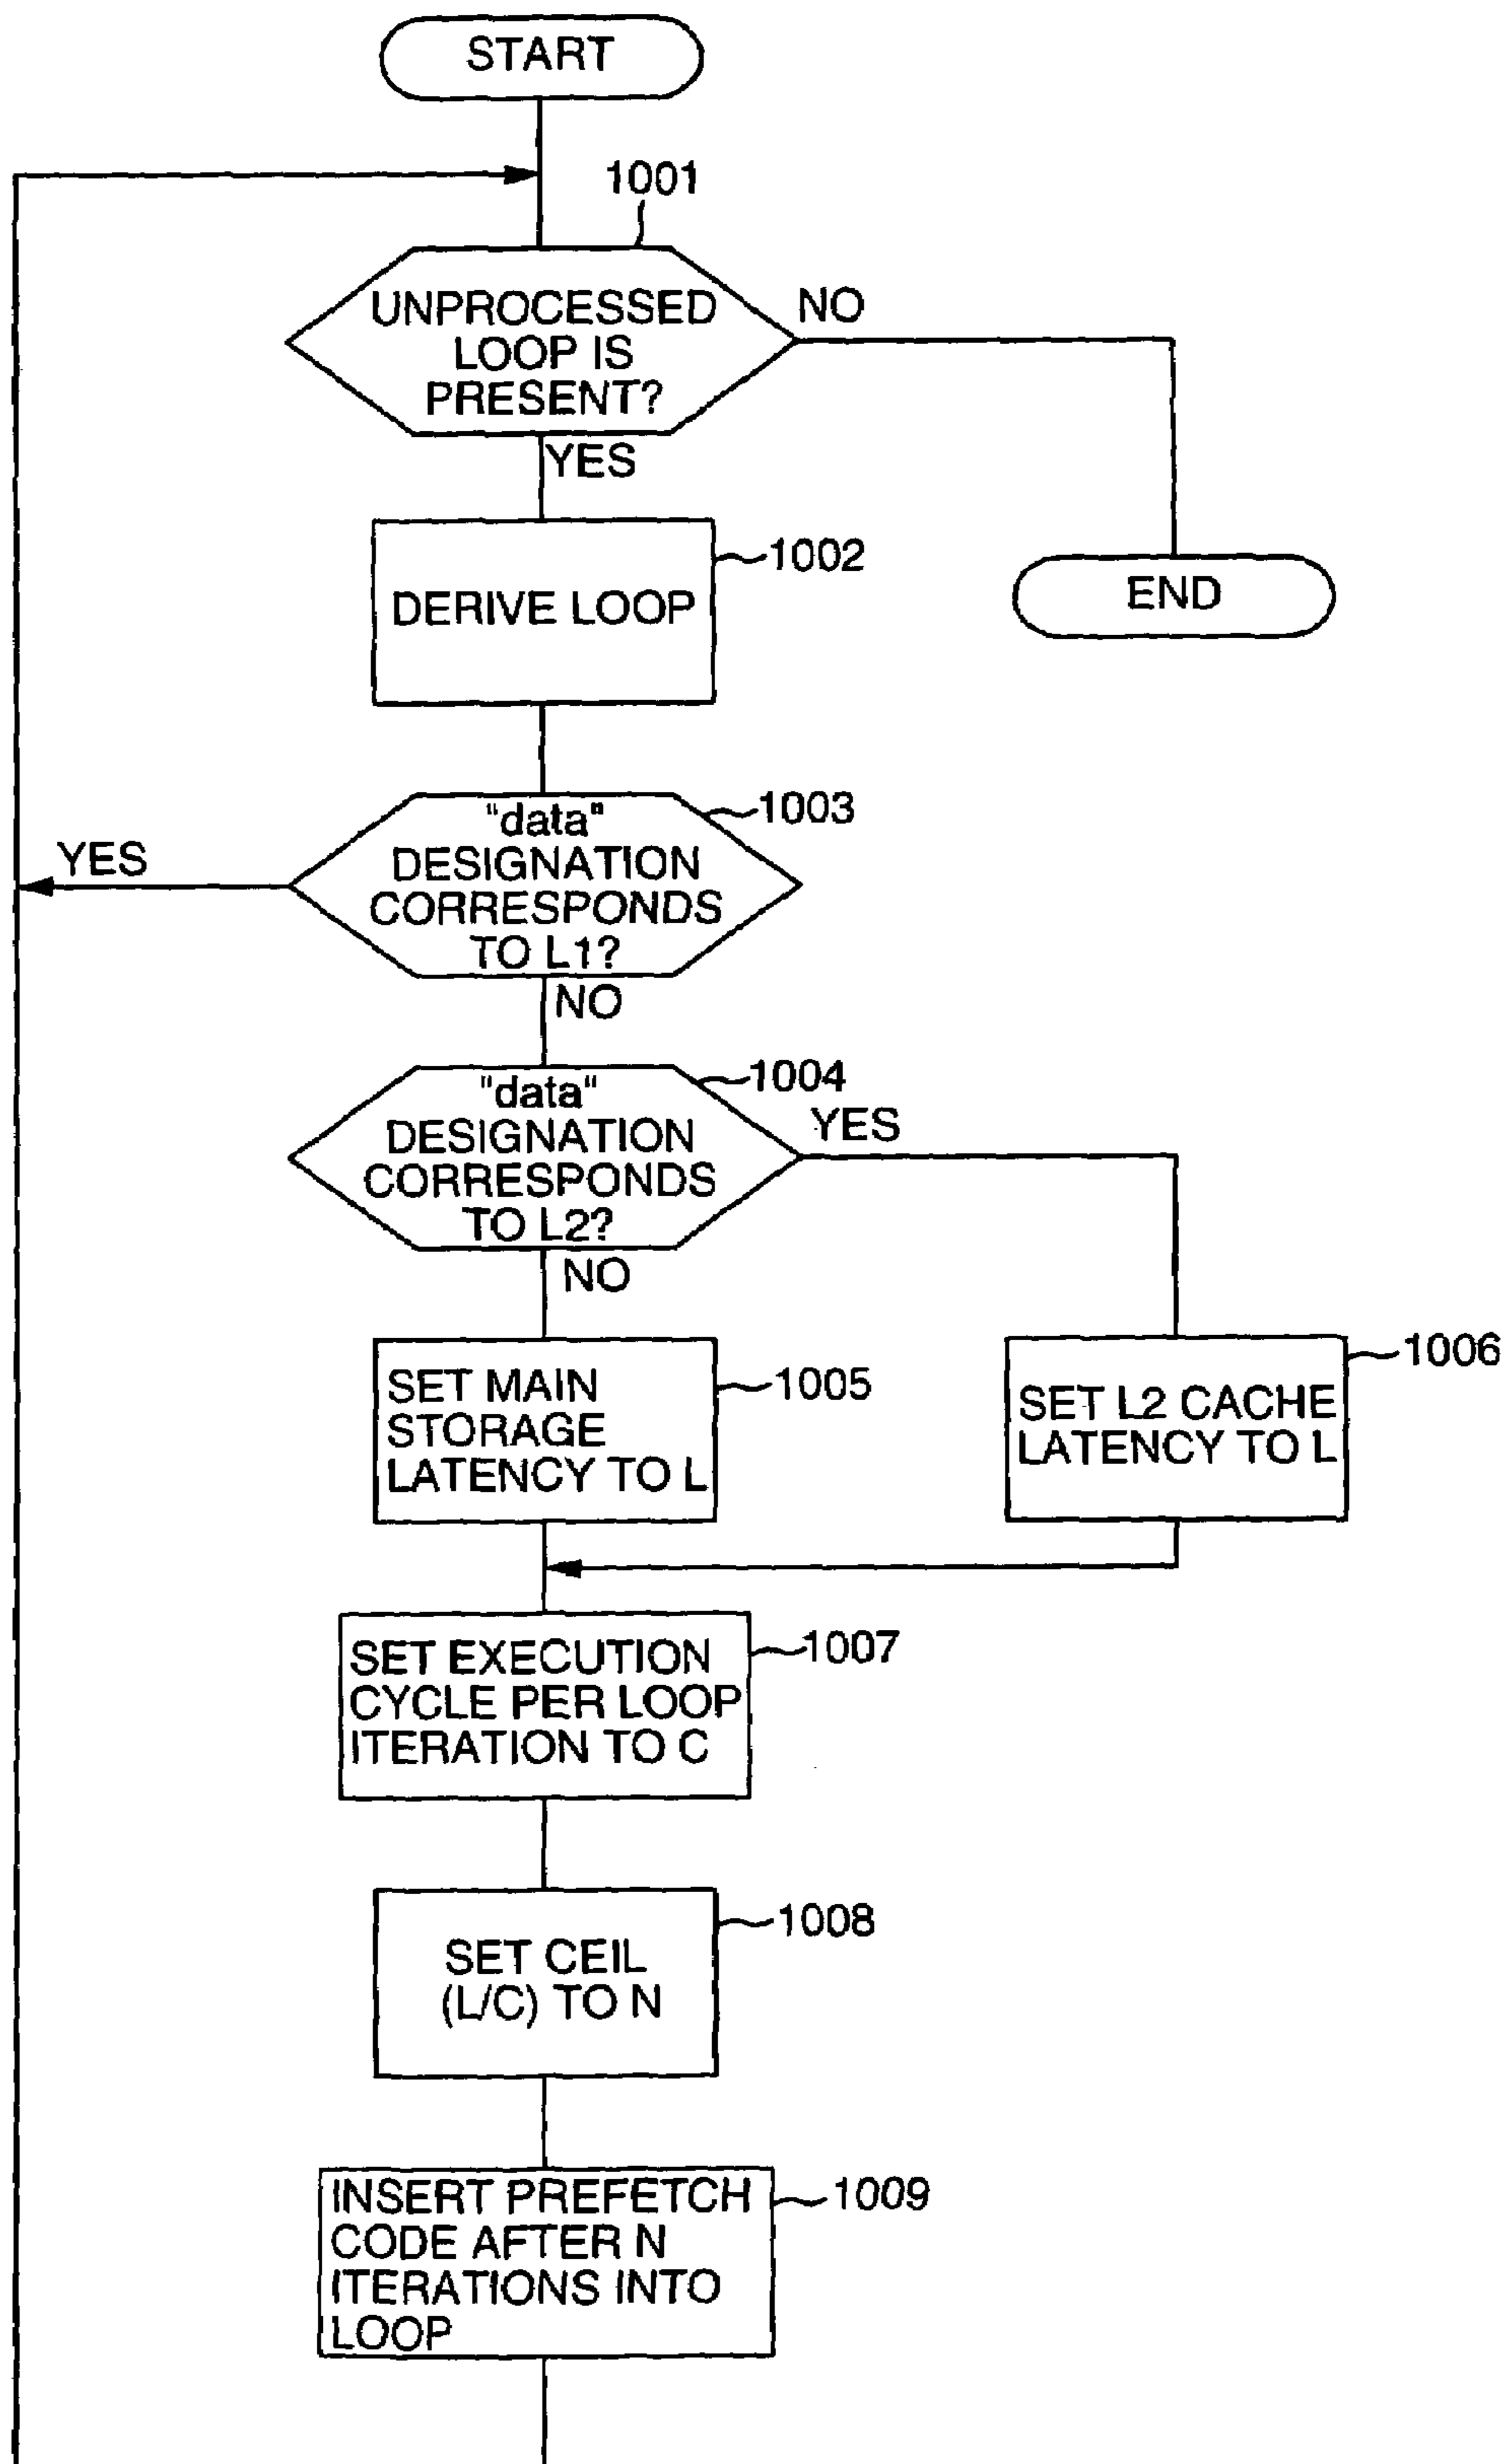 START
1001
UNPROCESSED
LOOP IS
PRESENT?
NO
YES
1002
DERIVE LOOP
END
1003
"data"
DESIGNATION
CORRESPONDS
TO L1?
YES
NO
1004
"data"
DESIGNATION
CORRESPONDS
TO L2?
YES
NO
1005
SET MAIN
STORAGE
LATENCY TO L
1006
SET L2 CACHE
LATENCY TO L
1007
SET EXECUTION
CYCLE PER LOOP
ITERATION TO C
1008
SET CEIL
(L/C) TO N
1009
INSERT PREFETCH
CODE AFTER N
ITERATIONS INTO
LOOP